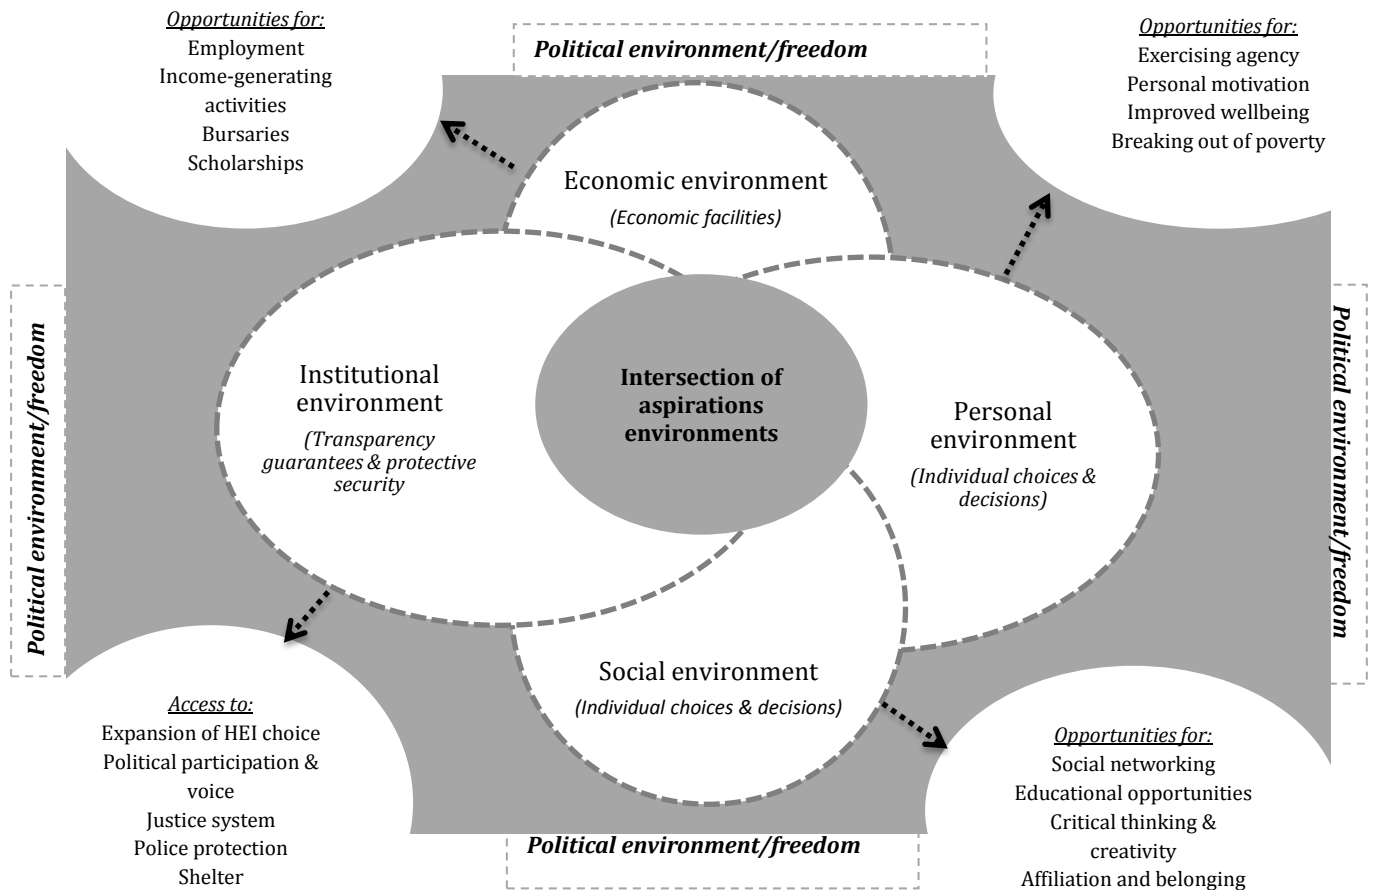 Opportunities for:
Employment
Income-generating
activities
Bursaries
Scholarships
Political environment/freedom
Opportunities for:
Exercising agency
Personal motivation
Improved wellbeing
Breaking out of poverty
Economic environment
(Economic facilities)
Political environment/freedom
Institutional
environment
(Transparency
guarantees & protective
security
Intersection of
aspirations
environments
Personal
environment
(Individual choices &
decisions)
Political environment/freedom
Social environment
(Individual choices & decisions)
Access to:
Expansion of HEI choice
Political participation &
voice
Justice system
Police protection
Shelter
Political environment/freedom
Opportunities for:
Social networking
Educational opportunities
Critical thinking &
creativity
Affiliation and belonging